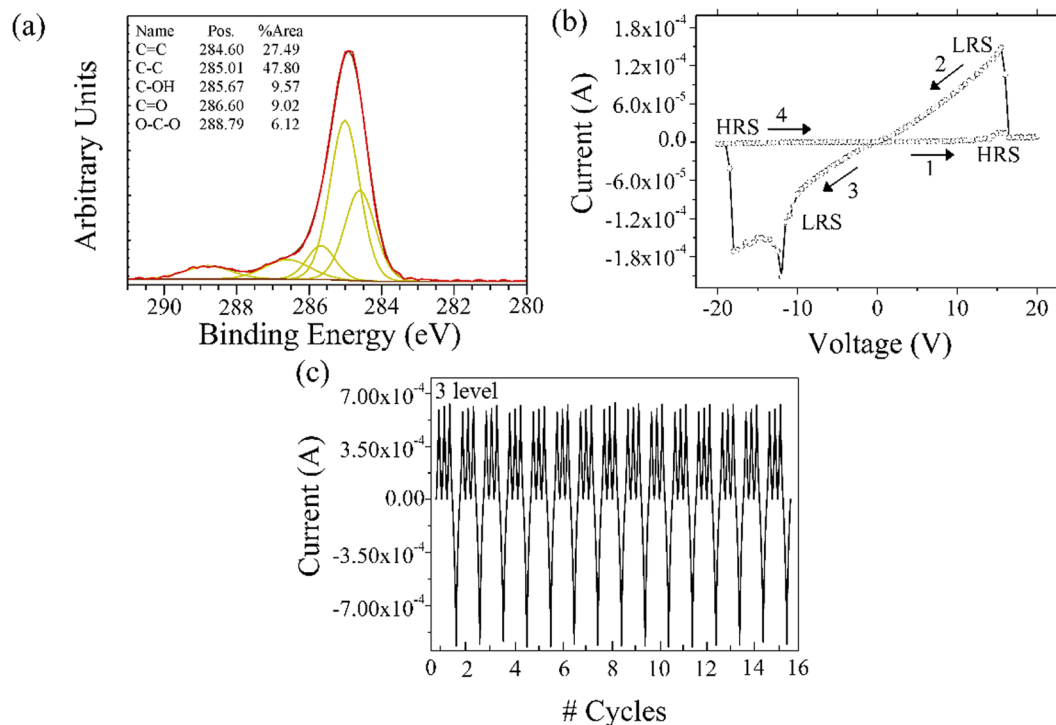 (a)
Name Pos. %Area
C=C 284.60 27.49
C-C 285.01 47.80
C-OH 285.67 9.57
C=O 286.60 9.02
O-C-O 288.79 6.12
Arbitrary Units
290 288 286 284 282 280
Binding Energy (eV)
(b)
1.8x10⁻⁴
1.2x10⁻⁴
6.0x10⁻⁵
0.0
-6.0x10⁻⁵
-1.2x10⁻⁴
-1.8x10⁻⁴
Current (A)
LRS
2
HRS 4
1 HRS
3
LRS
-20 -10 0 10 20
Voltage (V)
(c)
3 level
7.00x10⁻⁴
3.50x10⁻⁴
0.00
-3.50x10⁻⁴
-7.00x10⁻⁴
Current (A)
0 2 4 6 8 10 12 14 16
# Cycles